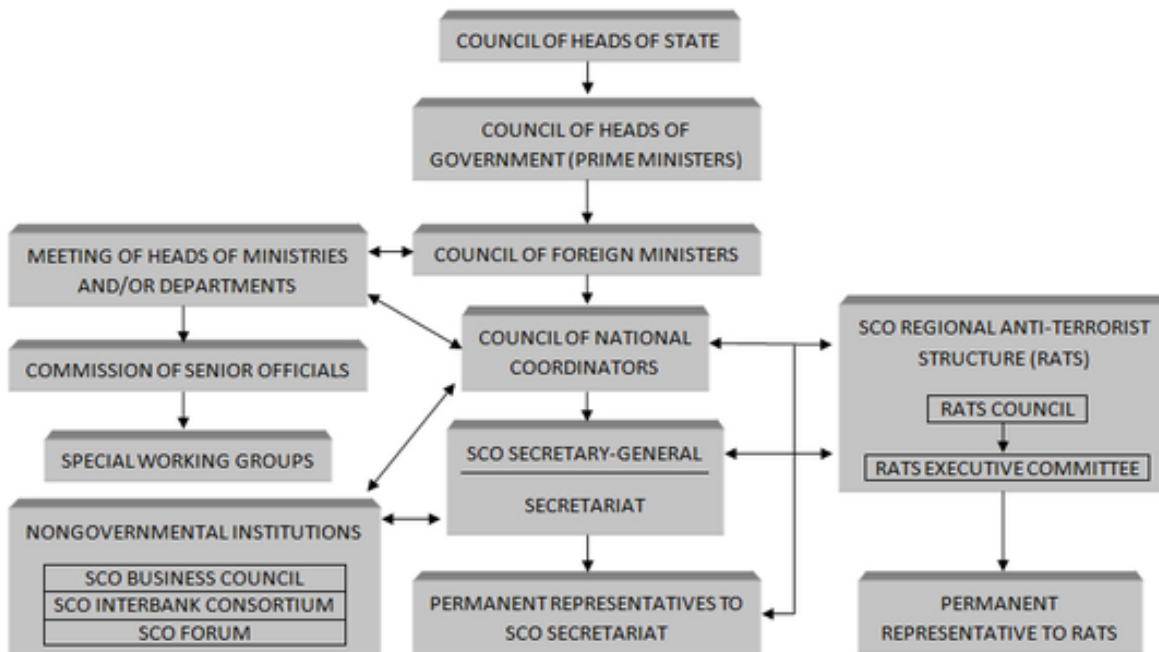 COUNCIL OF HEADS OF STATE
COUNCIL OF HEADS OF
GOVERNMENT (PRIME MINISTERS)
MEETING OF HEADS OF MINISTRIES
AND/OR DEPARTMENTS
COUNCIL OF FOREIGN MINISTERS
COMMISSION OF SENIOR OFFICIALS
COUNCIL OF NATIONAL
COORDINATORS
SCO REGIONAL ANTI-TERRORIST
STRUCTURE (RATS)
RATS COUNCIL
RATS EXECUTIVE COMMITTEE
SPECIAL WORKING GROUPS
SCO SECRETARY-GENERAL
SECRETARIAT
NONGOVERNMENTAL INSTITUTIONS
SCO BUSINESS COUNCIL
SCO INTERBANK CONSORTIUM
SCO FORUM
PERMANENT REPRESENTATIVES TO
SCO SECRETARIAT
PERMANENT
REPRESENTATIVE TO RATS